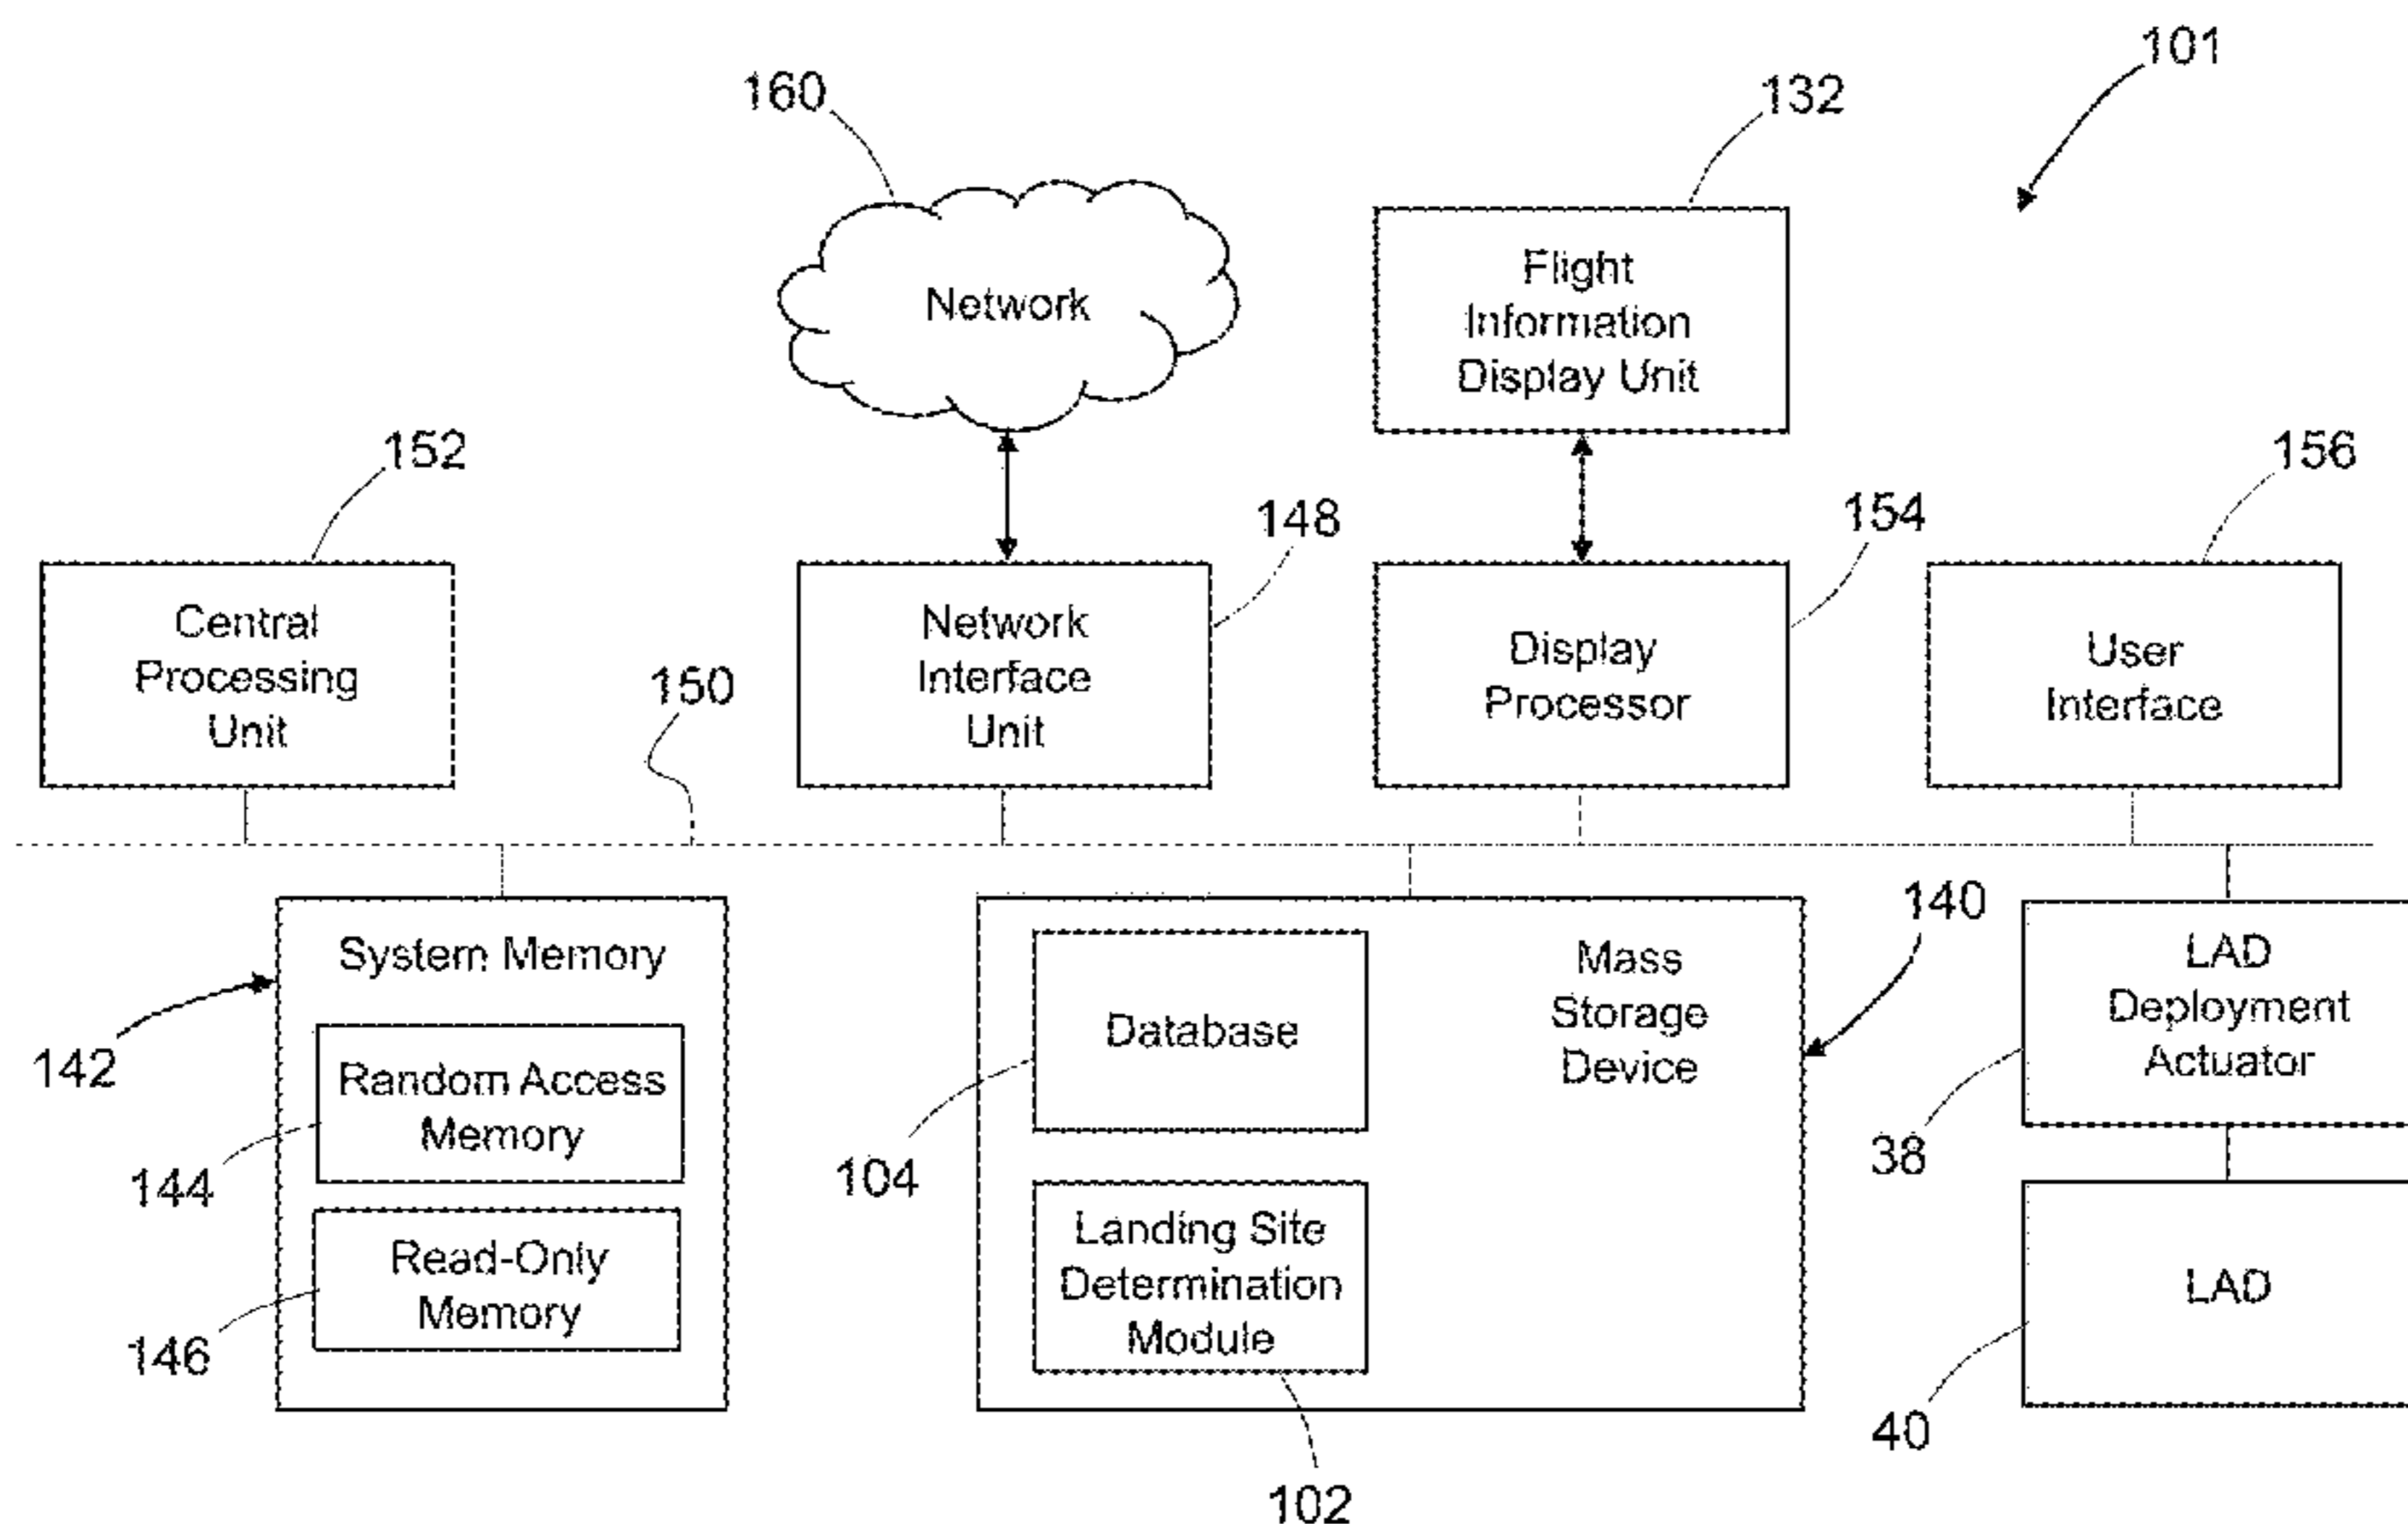 101
160
132
Network
Flight
Information
Display Unit
152
148
154
156
Central
Processing
Unit
150
Network
Interface
Unit
Display
Processor
User
Interface
142
System Memory
Random Access
Memory
144
Read-Only
Memory
146
Database
104
Mass
Storage
Device
140
Landing Site
Determination
Module
102
LAD
Deployment
Actuator
38
LAD
40